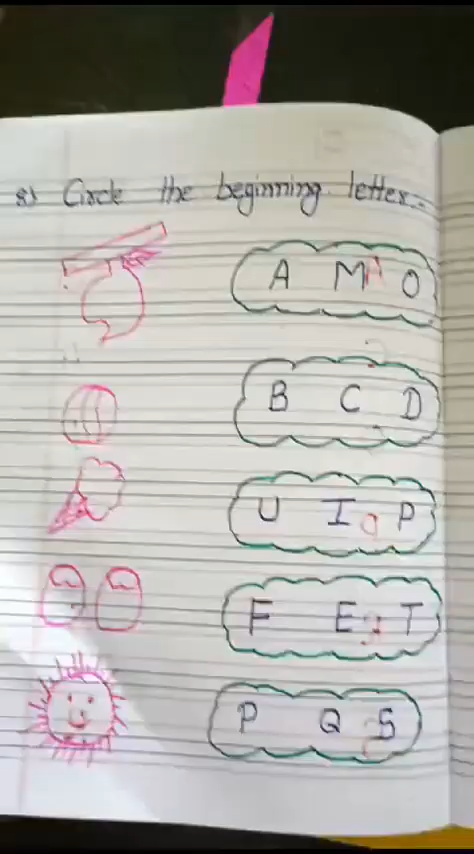 8) Circle the beginning letter:-
A M O
B C D
U I P
F E T
P Q S